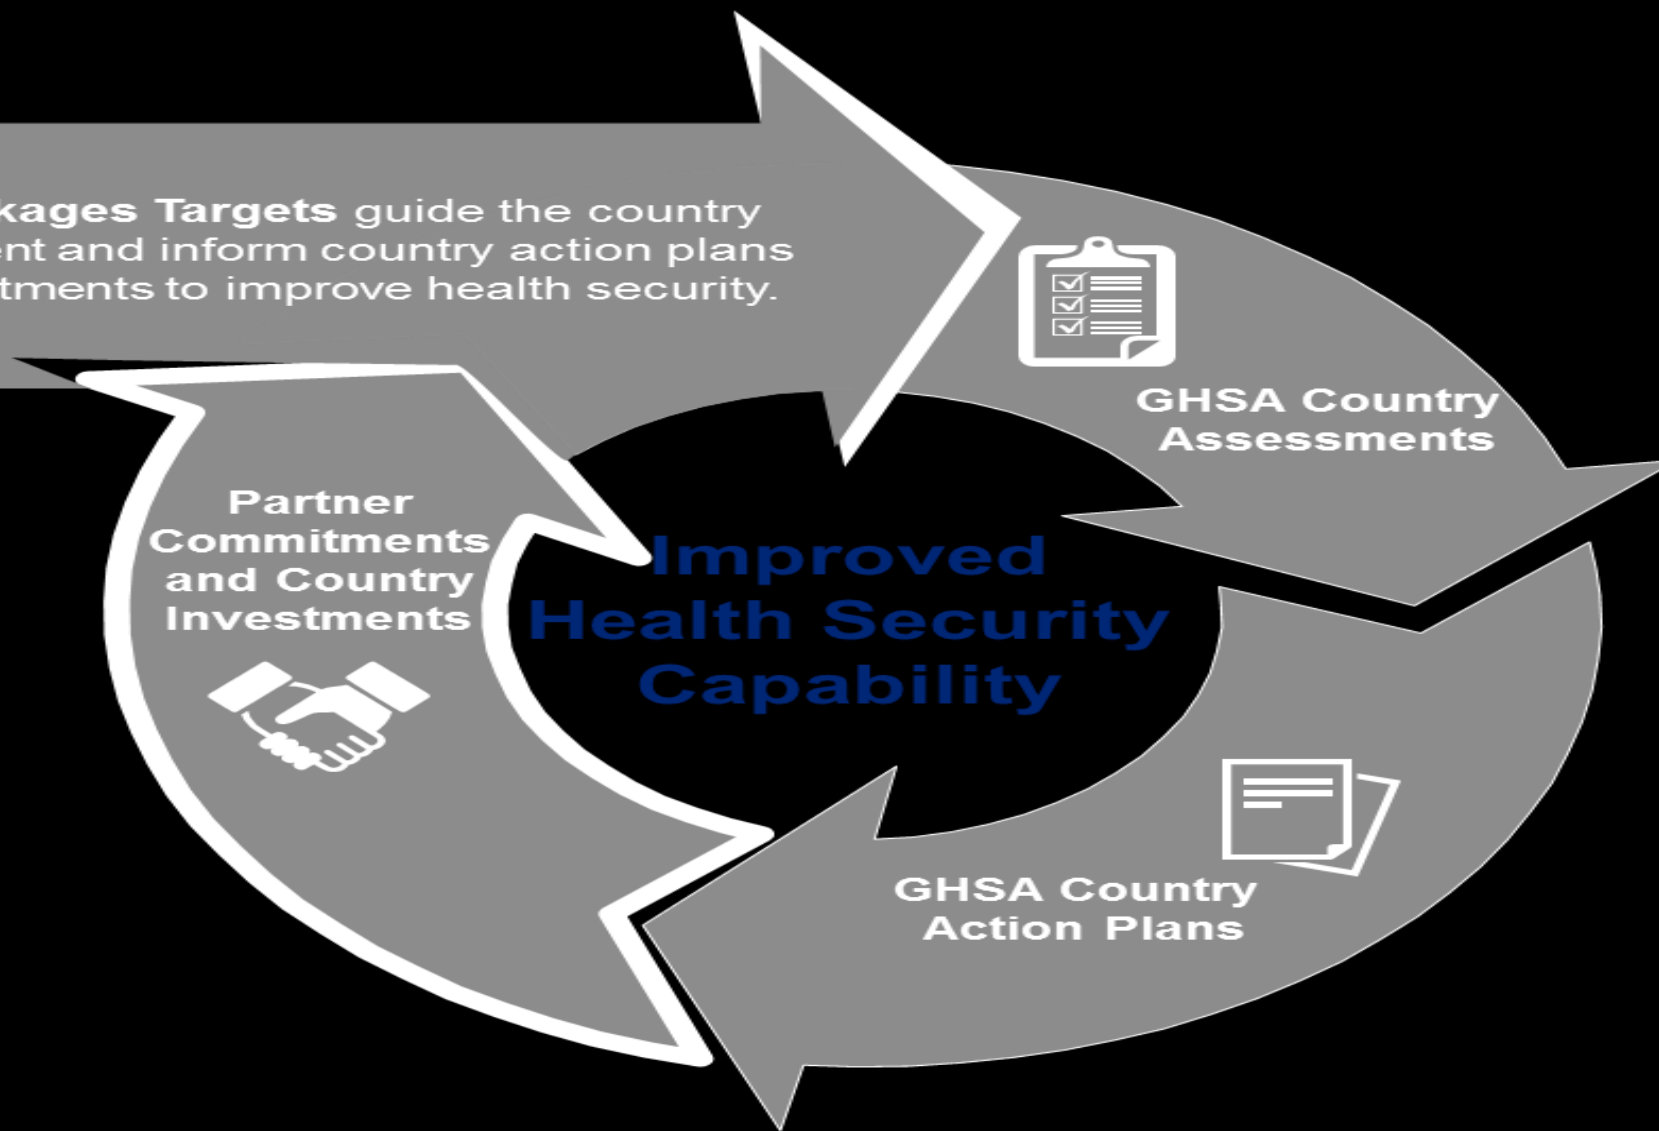 kages Targets guide the country
ent and inform country action plans
tments to improve health security.
GHSA Country
Assessments
Partner
Commitments
and Country
Investments
Improved
Health Security
Capability
GHSA Country
Action Plans